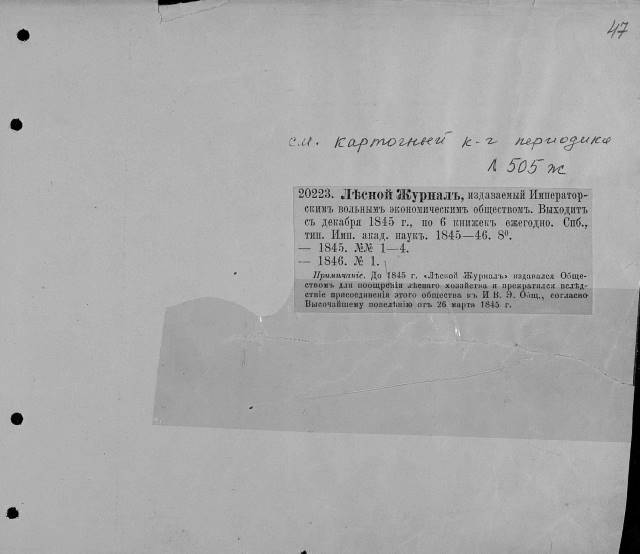 47
см. карточный к-г периодика
Л 505 ж
20223. Лѣсной Журналъ, издаваемый Император-
скимъ вольнымъ экономическимъ обществомъ. Выходитъ
съ декабря 1845 г., по 6 книжекъ ежегодно. Спб.,
тип. Имп. акад. наукъ. 1845—46. 8⁰.
— 1845. №№ 1—4.
— 1846. № 1.
Примѣчаніе. До 1845 г. «Лѣсной Журналъ» издавался Обще-
ствомъ для поощренія лѣснаго хозяйства и прекратился вслѣд-
ствіе присоединенія этого общества къ И В. Э. Общ., согласно
Высочайшему повелѣнію отъ 26 марта 1845 г.